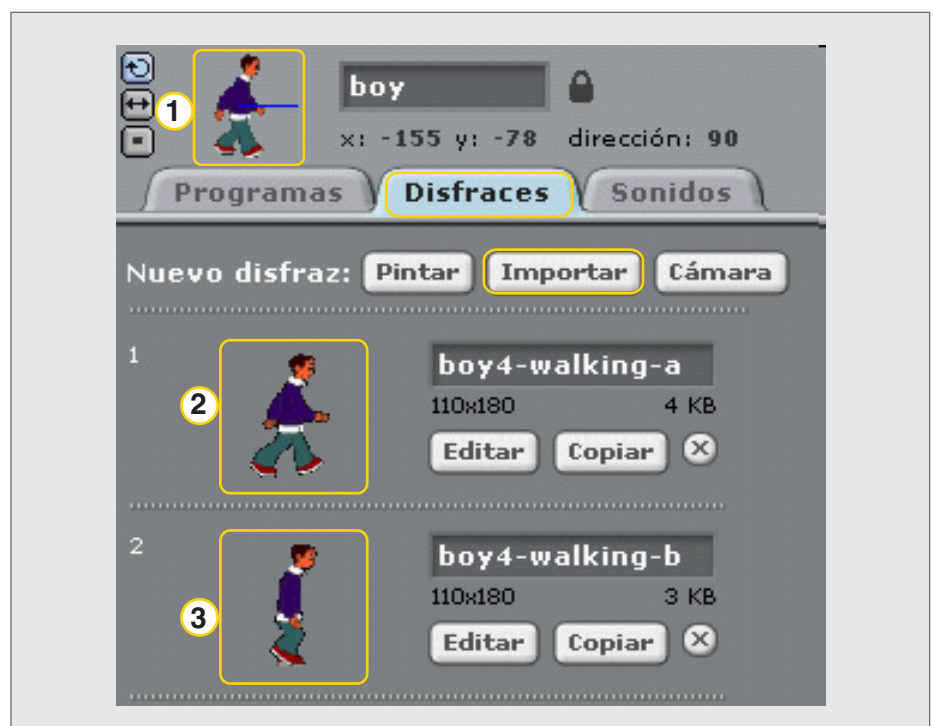 boy
1
x: -155 y: -78 dirección: 90
Programas Disfraces Sonidos
Nuevo disfraz: Pintar Importar Cámara
1
boy4-walking-a
2
110x180 4 KB
Editar Copiar
2
boy4-walking-b
110x180 3 KB
3
Editar Copiar